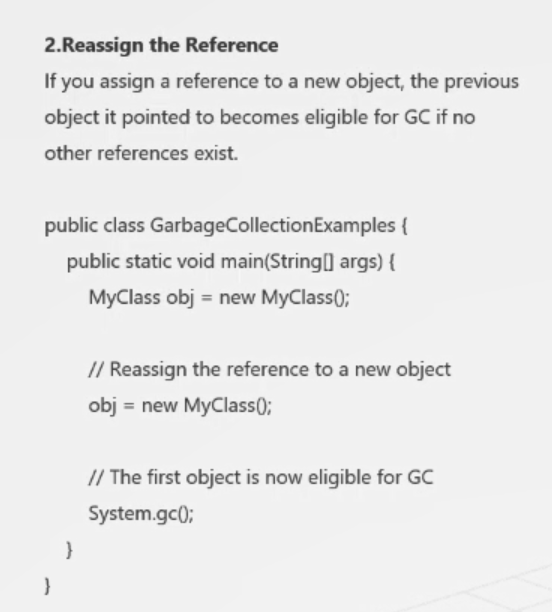 2.Reassign the Reference
If you assign a reference to a new object, the previous
object it pointed to becomes eligible for GC if no
other references exist.
public class GarbageCollectionExamples {
public static void main(String[] args) {
MyClass obj = new MyClass();
// Reassign the reference to a new object
obj = new MyClass();
// The first object is now eligible for GC
System.gc();
}
}